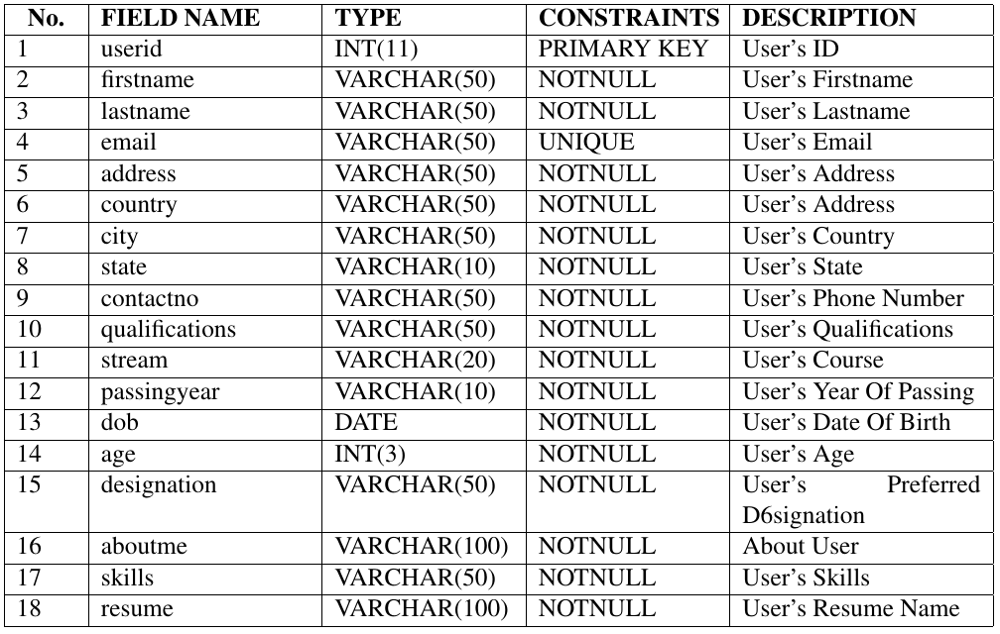 No. FIELD NAME TYPE CONSTRAINTS DESCRIPTION
1 userid INT(11) PRIMARY KEY User's ID
2 firstname VARCHAR(50) NOTNULL User's Firstname
3 lastname VARCHAR(50) NOTNULL User's Lastname
4 email VARCHAR(50) UNIQUE User's Email
5 address VARCHAR(50) NOTNULL User's Address
6 country VARCHAR(50) NOTNULL User's Address
7 city VARCHAR(50) NOTNULL User's Country
8 state VARCHAR(10) NOTNULL User's State
9 contactno VARCHAR(50) NOTNULL User's Phone Number
10 qualifications VARCHAR(50) NOTNULL User's Qualifications
11 stream VARCHAR(20) NOTNULL User's Course
12 passingyear VARCHAR(10) NOTNULL User's Year Of Passing
13 dob DATE NOTNULL User's Date Of Birth
14 age INT(3) NOTNULL User's Age
15 designation VARCHAR(50) NOTNULL User's Preferred
D6signation
16 aboutme VARCHAR(100) NOTNULL About User
17 skills VARCHAR(50) NOTNULL User's Skills
18 resume VARCHAR(100) NOTNULL User's Resume Name